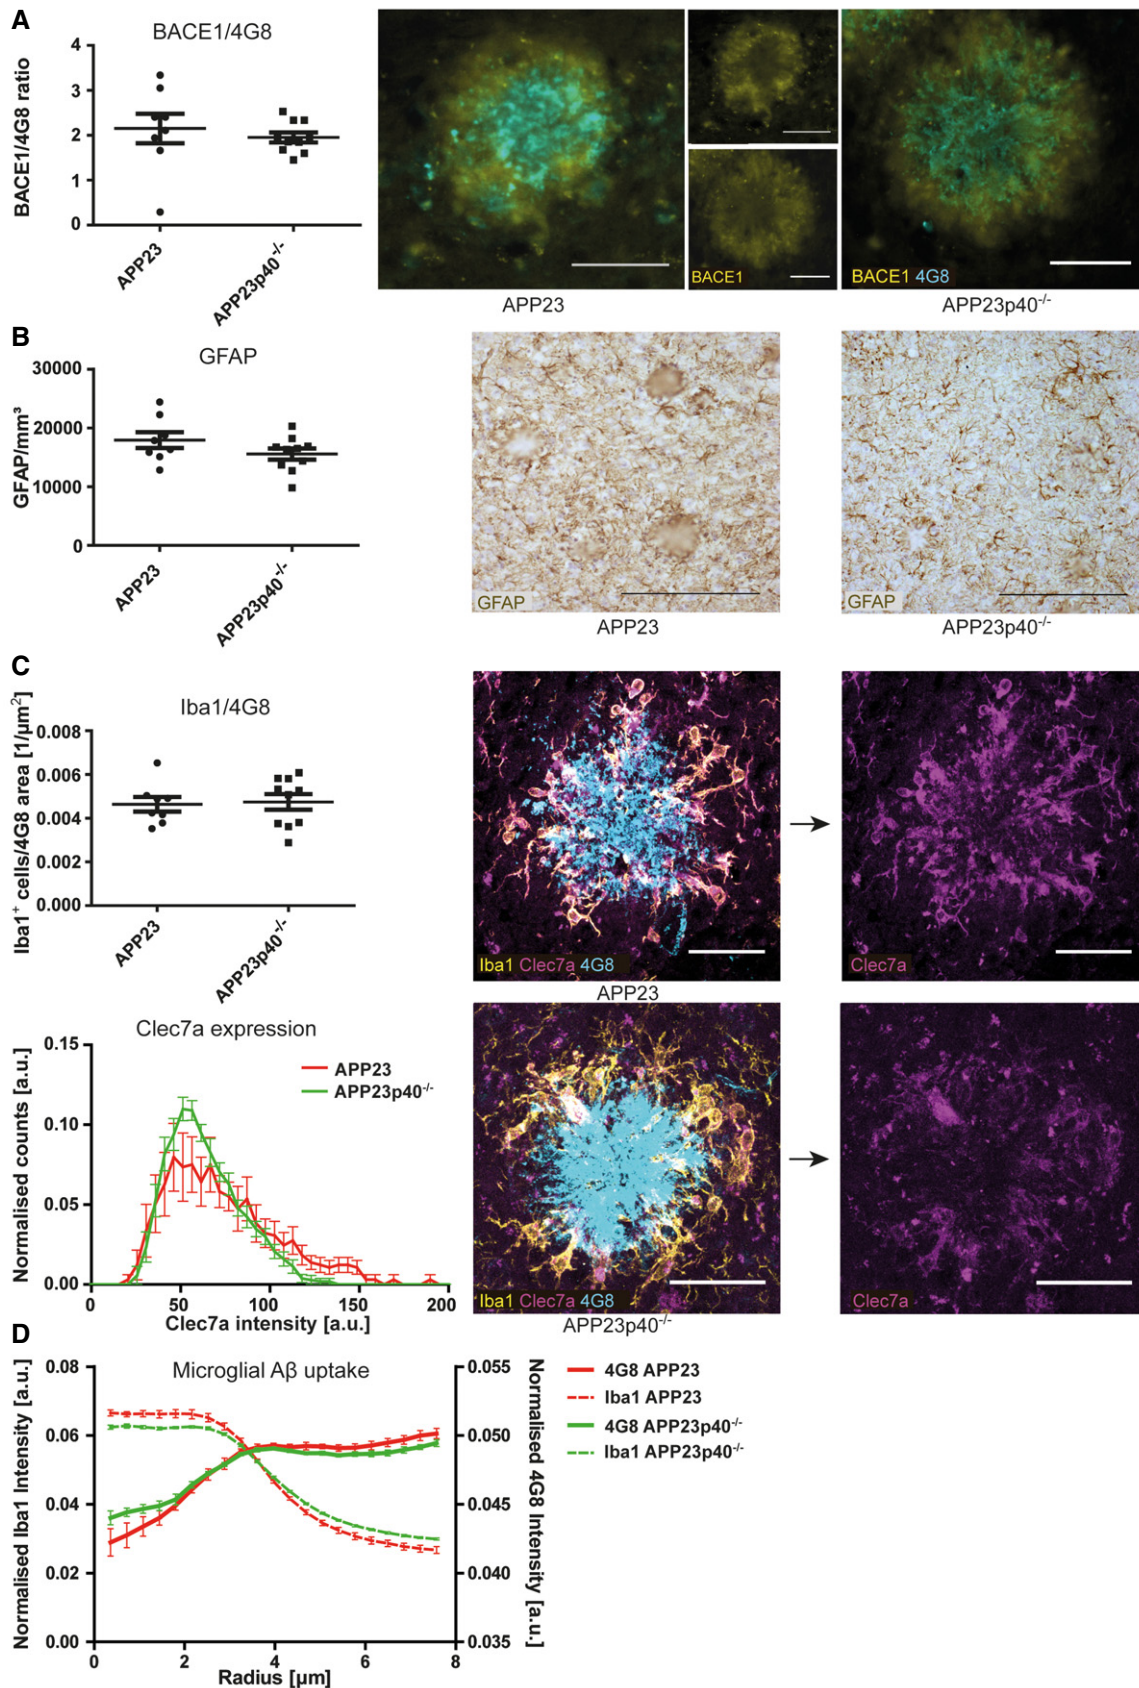 A
BACE1/4G8
BACE1/4G8 ratio
4
3
2
1
0
APP23
APP23p40-/-
BACE1
BACE1 4G8
APP23
APP23p40-/-
B
GFAP
GFAP/mm³
30000
20000
10000
0
APP23
APP23p40-/-
GFAP
APP23
GFAP
APP23p40-/-
C
Iba1/4G8
Iba1+ cells/4G8 area [1/µm²]
0.008
0.006
0.004
0.002
0.000
APP23
APP23p40-/-
Iba1 Clec7a 4G8
APP23
Clec7a
Clec7a expression
Normalised counts [a.u.]
0.15
0.10
0.05
0.00
0 50 100 150 200
Clec7a intensity [a.u.]
APP23
APP23p40-/-
Iba1 Clec7a 4G8
APP23p40-/-
Clec7a
D
Microglial Aβ uptake
Normalised Iba1 Intensity [a.u.]
0.08
0.06
0.04
0.02
0.00
0 2 4 6 8
Radius [µm]
0.055
0.050
0.045
0.040
0.035
Normalised 4G8 Intensity [a.u.]
4G8 APP23
Iba1 APP23
4G8 APP23p40-/-
Iba1 APP23p40-/-